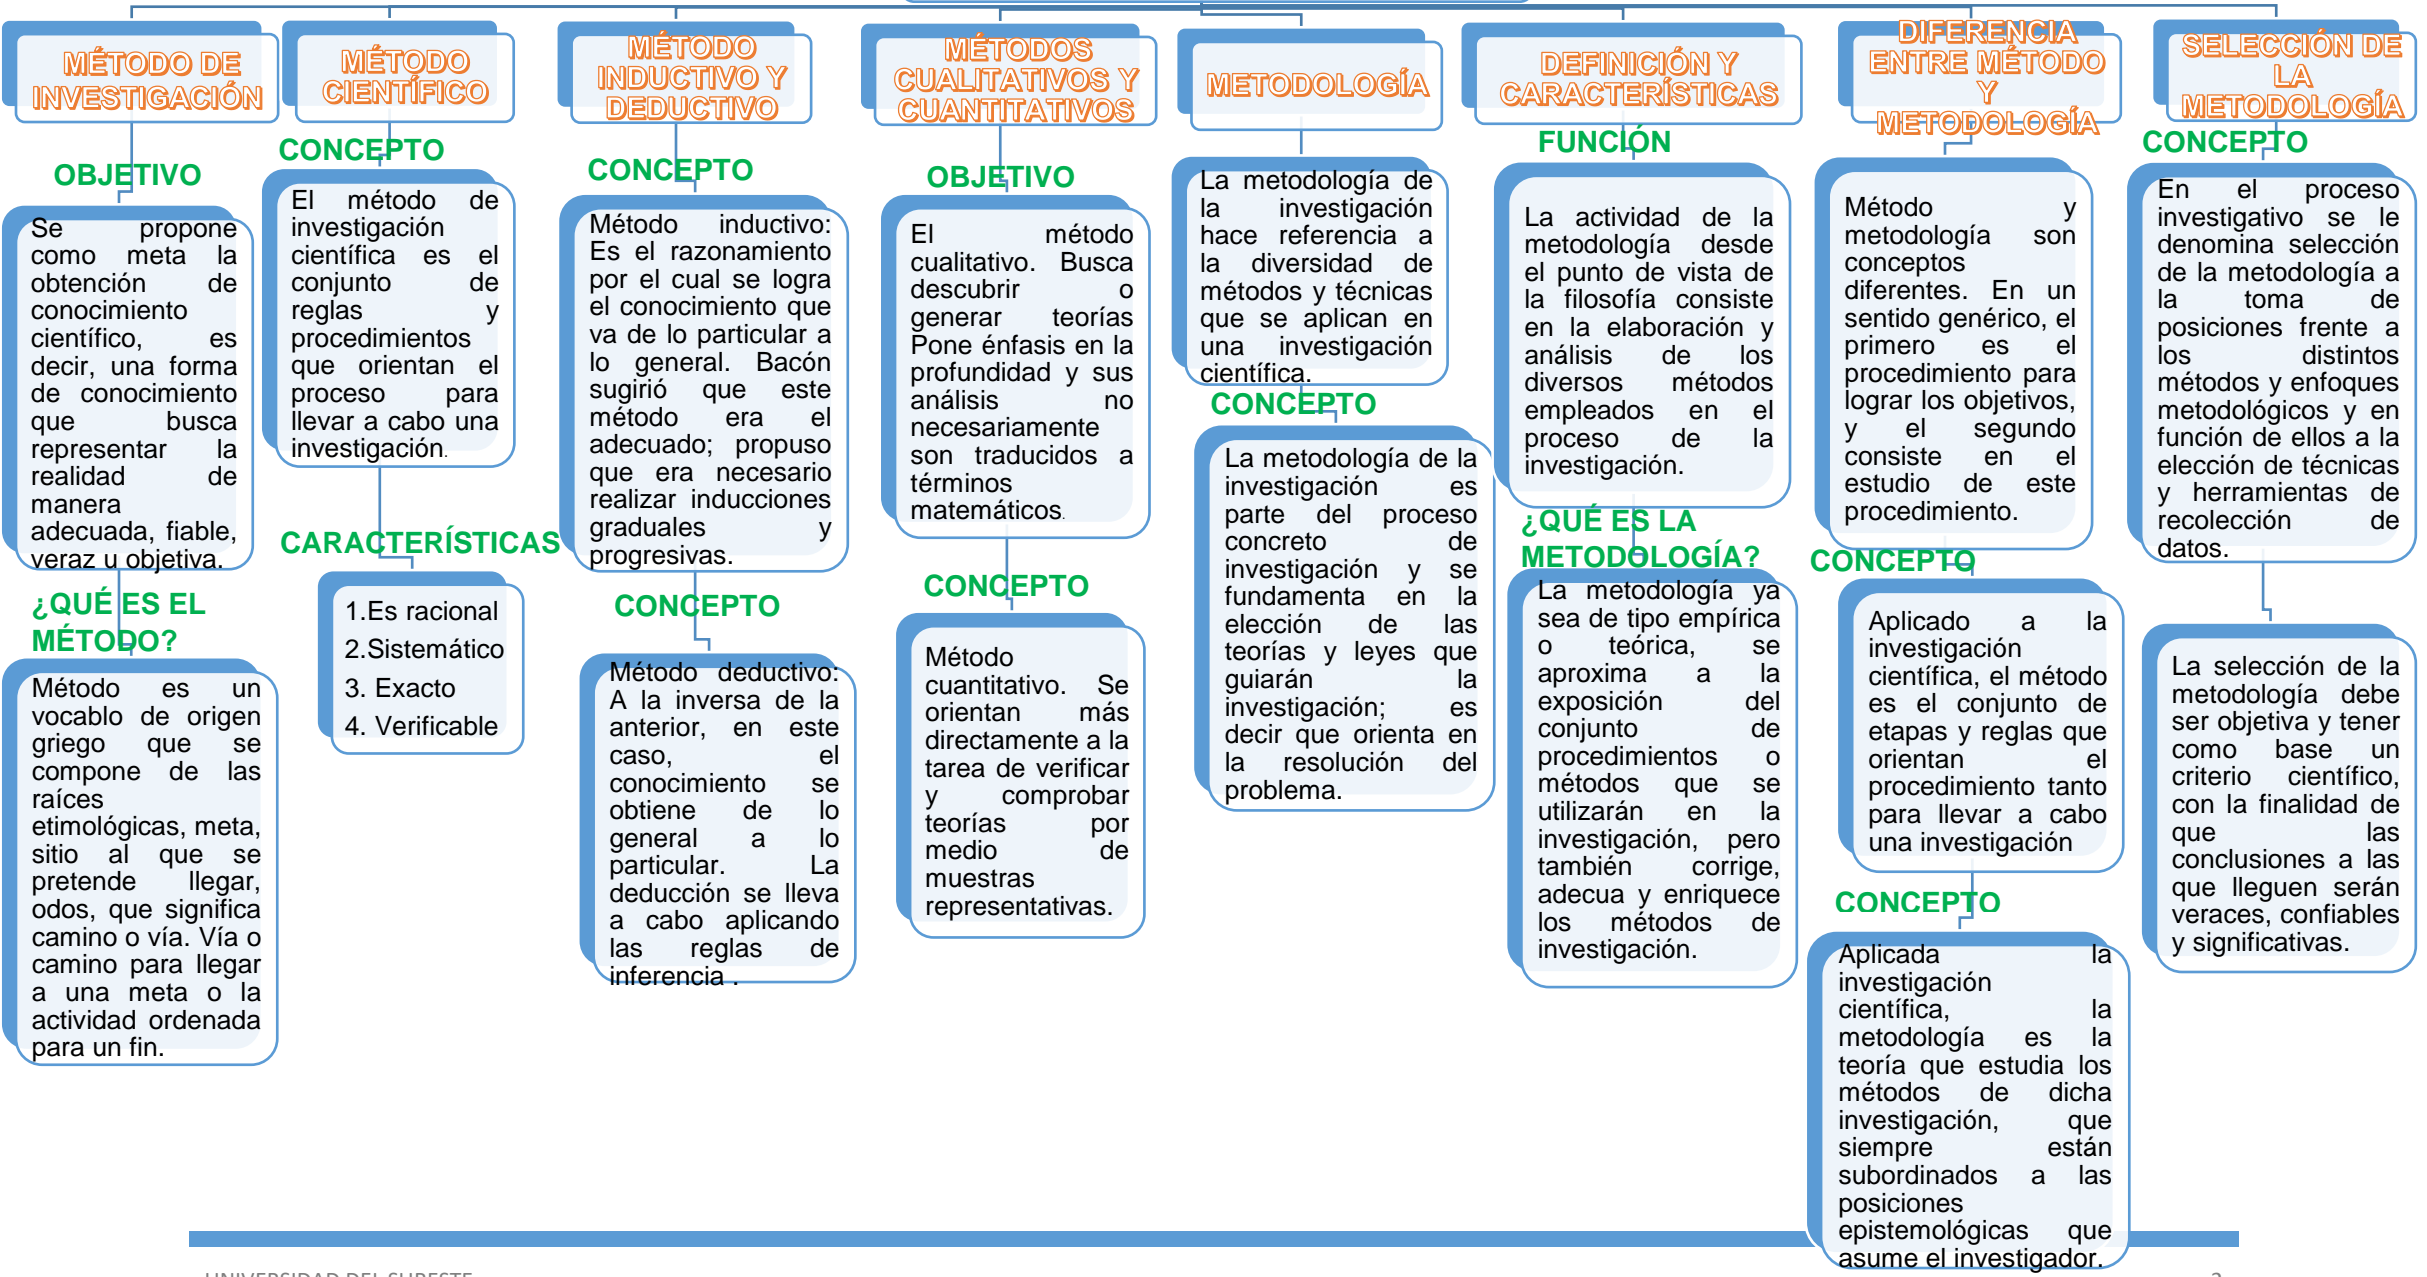 MÉTODO DE
INVESTIGACIÓN
OBJETIVO
Se propone
como meta la
obtención de
conocimiento
científico, es
decir, una forma
de conocimiento
que busca
representar la
realidad de
manera
adecuada, fiable,
veraz u objetiva.
¿QUÉ ES EL
MÉTODO?
Método es un
vocablo de origen
griego que se
compone de las
raíces
etimológicas, meta,
sitio al que se
pretende llegar,
odos, que significa
camino o vía. Vía o
camino para llegar
a una meta o la
actividad ordenada
para un fin.
MÉTODO
CIENTÍFICO
CONCEPTO
El método de
investigación
científica es el
conjunto de
reglas y
procedimientos
que orientan el
proceso para
llevar a cabo una
investigación.
CARACTERÍSTICAS
1.Es racional
2.Sistemático
3. Exacto
4. Verificable
MÉTODO
INDUCTIVO Y
DEDUCTIVO
CONCEPTO
Método inductivo:
Es el razonamiento
por el cual se logra
el conocimiento que
va de lo particular a
lo general. Bacón
sugirió que este
método era el
adecuado; propuso
que era necesario
realizar inducciones
graduales y
progresivas.
CONCEPTO
Método deductivo:
A la inversa de la
anterior, en este
caso, el
conocimiento se
obtiene de lo
general a lo
particular. La
deducción se lleva
a cabo aplicando
las reglas de
inferencia .
MÉTODOS
CUALITATIVOS Y
CUANTITATIVOS
OBJETIVO
El método
cualitativo. Busca
descubrir o
generar teorías
Pone énfasis en la
profundidad y sus
análisis no
necesariamente
son traducidos a
términos
matemáticos.
CONCEPTO
Método
cuantitativo. Se
orientan más
directamente a la
tarea de verificar
y comprobar
teorías por
medio de
muestras
representativas.
METODOLOGÍA
La metodología de
la investigación
hace referencia a
la diversidad de
métodos y técnicas
que se aplican en
una investigación
científica.
CONCEPTO
La metodología de la
investigación es
parte del proceso
concreto de
investigación y se
fundamenta en la
elección de las
teorías y leyes que
guiarán la
investigación; es
decir que orienta en
la resolución del
problema.
DEFINICIÓN Y
CARACTERÍSTICAS
FUNCIÓN
La actividad de la
metodología desde
el punto de vista de
la filosofía consiste
en la elaboración y
análisis de los
diversos métodos
empleados en el
proceso de la
investigación.
¿QUÉ ES LA
METODOLOGÍA?
La metodología ya
sea de tipo empírica
o teórica, se
aproxima a la
exposición del
conjunto de
procedimientos o
métodos que se
utilizarán en la
investigación, pero
también corrige,
adecua y enriquece
los métodos de
investigación.
DIFERENCIA
ENTRE MÉTODO
Y
METODOLOGÍA
Método y
metodología son
conceptos
diferentes. En un
sentido genérico, el
primero es el
procedimiento para
lograr los objetivos,
y el segundo
consiste en el
estudio de este
procedimiento.
CONCEPTO
Aplicado a la
investigación
científica, el método
es el conjunto de
etapas y reglas que
orientan el
procedimiento tanto
para llevar a cabo
una investigación
CONCEPTO
Aplicada la
investigación
científica, la
metodología es la
teoría que estudia los
métodos de dicha
investigación, que
siempre están
subordinados a las
posiciones
epistemológicas que
asume el investigador.
SELECCIÓN DE
LA
METODOLOGÍA
CONCEPTO
En el proceso
investigativo se le
denomina selección
de la metodología a
la toma de
posiciones frente a
los distintos
métodos y enfoques
metodológicos y en
función de ellos a la
elección de técnicas
y herramientas de
recolección de
datos.
La selección de la
metodología debe
ser objetiva y tener
como base un
criterio científico,
con la finalidad de
que las
conclusiones a las
que lleguen serán
veraces, confiables
y significativas.
UNIVERSIDAD DEL SURESTE